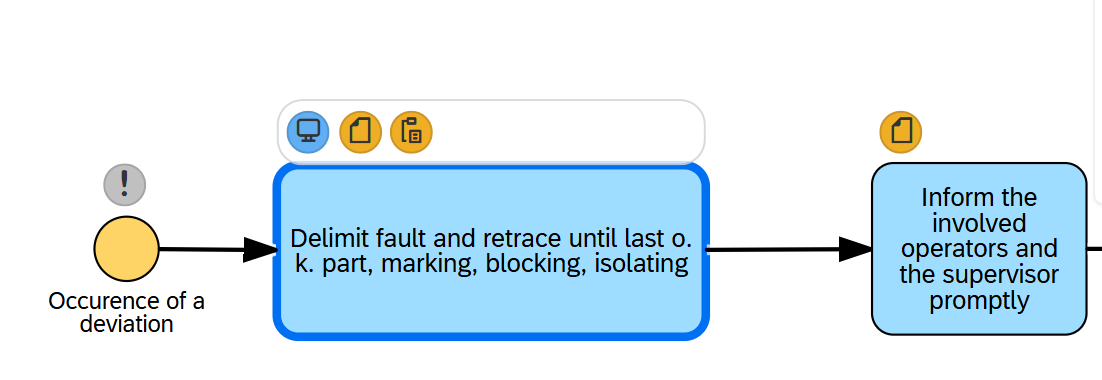 !
Occurence of a
deviation
Delimit fault and retrace until last o.
k. part, marking, blocking, isolating
Inform the
involved
operators and
the supervisor
promptly